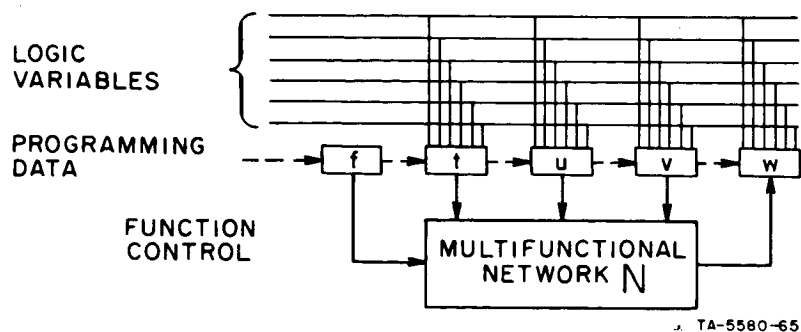 LOGIC
VARIABLES
PROGRAMMING
DATA
f
t
u
v
w
FUNCTION
CONTROL
MULTIFUNCTIONAL
NETWORK N
TA-5580-65